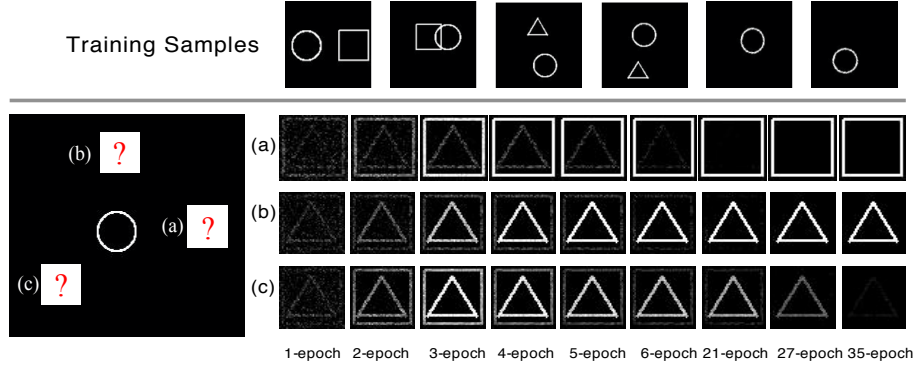 Training Samples
(b) ?
(a) ?
(c) ?
(a)
(b)
(c)
1-epoch 2-epoch 3-epoch 4-epoch 5-epoch 6-epoch 21-epoch 27-epoch 35-epoch